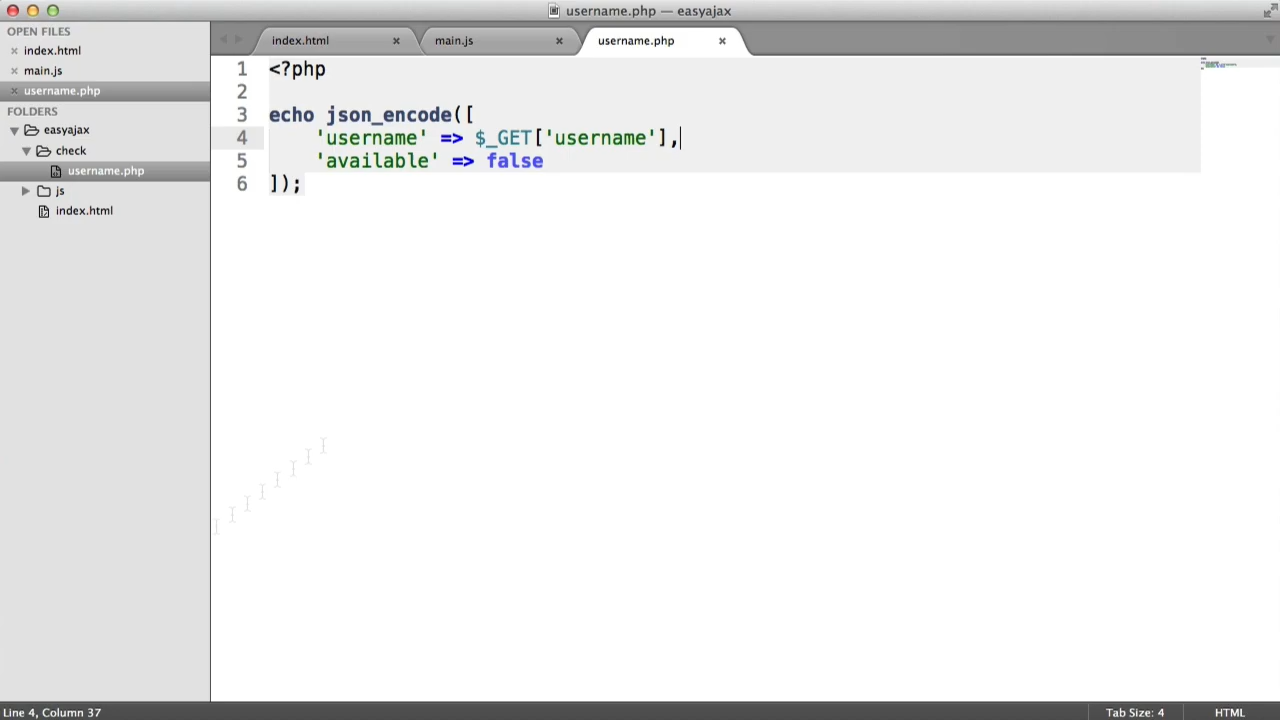 username.php — easyajax
OPEN FILES
index.html
main.js
username.php
FOLDERS
easyajax
check
username.php
js
index.html
index.html
main.js
username.php
1 <?php
2
3 echo json_encode([
4 'username' => $_GET['username'],
5 'available' => false
6 ]);
Line 4, Column 37
Tab Size: 4
HTML